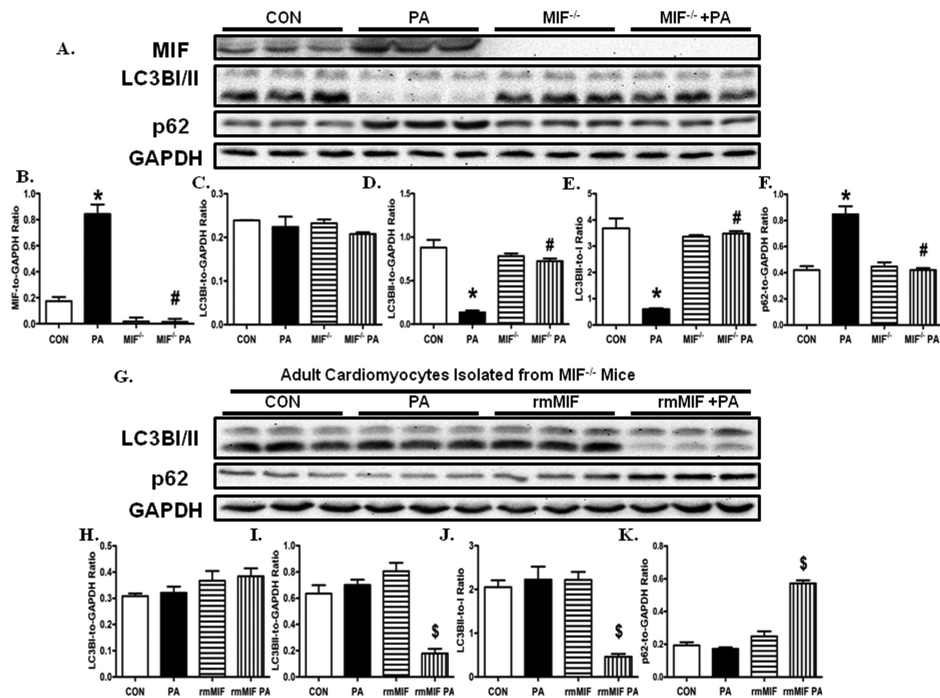 CON PA MIF-/- MIF-/- +PA
A.
MIF
LC3BI/II
p62
GAPDH
B. C. D. E. F.
MIF-to-GAPDH Ratio
1.0
0.8
0.6
0.4
0.2
0.0
*
#
CON PA MIF-/- MIF-/- PA
LC3BI-to-GAPDH Ratio
0.3
0.2
0.1
0.0
CON PA MIF-/- MIF-/- PA
LC3BII-to-GAPDH Ratio
1.5
1.0
0.5
0.0
*
#
CON PA MIF-/- MIF-/- PA
LC3BII-to-I Ratio
5
4
3
2
1
0
*
#
CON PA MIF-/- MIF-/- PA
p62-to-GAPDH Ratio
1.0
0.8
0.6
0.4
0.2
0.0
*
#
CON PA MIF-/- MIF-/- PA
G.
Adult Cardiomyocytes Isolated from MIF-/- Mice
CON PA rmMIF rmMIF +PA
LC3BI/II
p62
GAPDH
H. I. J. K.
LC3BI-to-GAPDH Ratio
0.5
0.4
0.3
0.2
0.1
0.0
CON PA rmMIF rmMIF PA
LC3BII-to-GAPDH Ratio
1.0
0.8
0.6
0.4
0.2
0.0
$
CON PA rmMIF rmMIF PA
LC3BII-to-I Ratio
3
2
1
0
$
CON PA rmMIF rmMIF PA
p62-to-GAPDH Ratio
0.8
0.6
0.4
0.2
0.0
$
CON PA rmMIF rmMIF PA